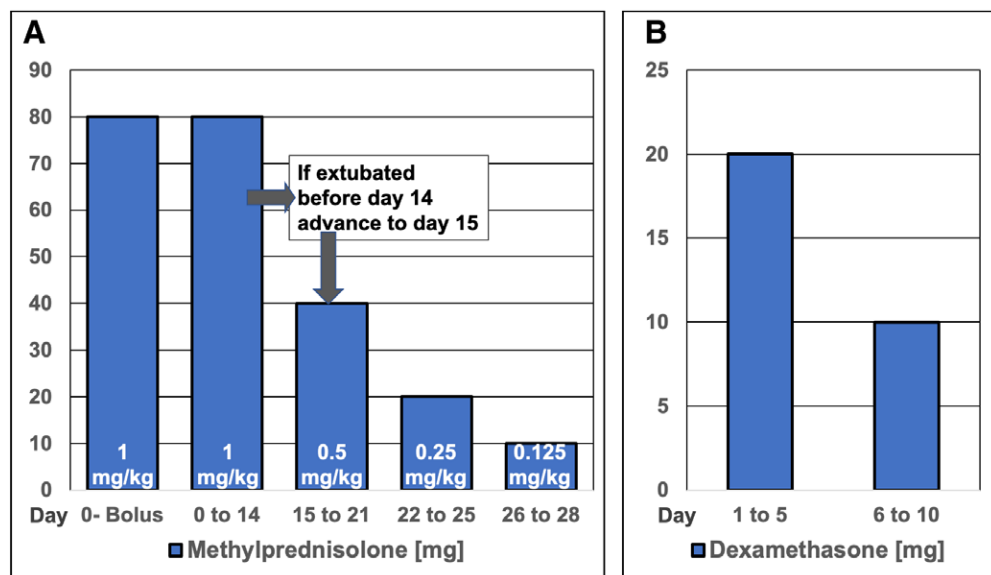 A
90
80
70
60
50
40
30
20
10
0
If extubated
before day 14
advance to day 15
1
mg/kg
1
mg/kg
0.5
mg/kg
0.25
mg/kg
0.125
mg/kg
Day 0- Bolus 0 to 14 15 to 21 22 to 25 26 to 28
Methylprednisolone [mg]
B
25
20
15
10
5
0
Day 1 to 5 6 to 10
Dexamethasone [mg]